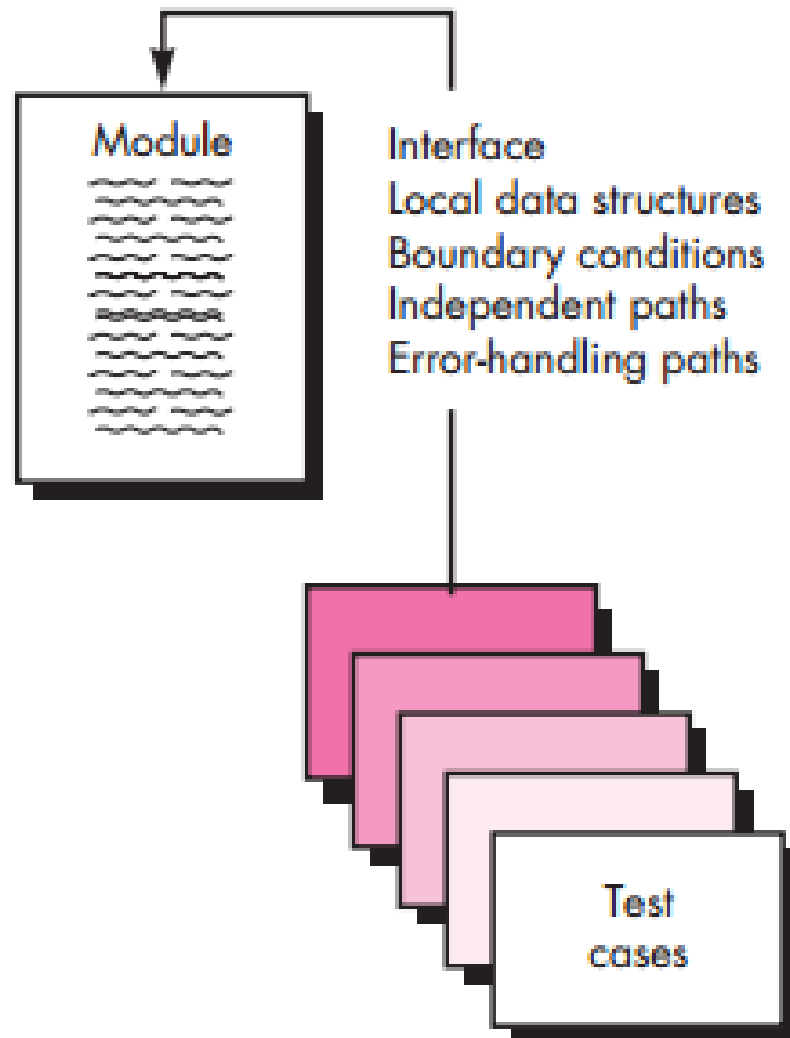 Module
Interface
Local data structures
Boundary conditions
Independent paths
Error-handling paths
Test
cases